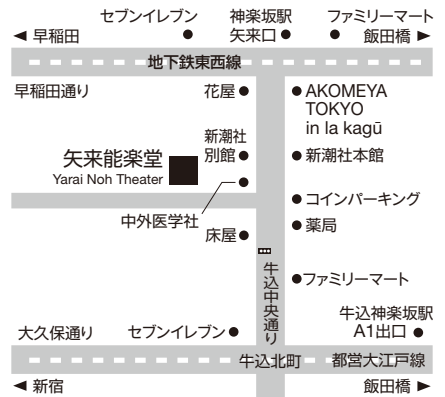 セブンイレブン
神楽坂駅
矢来口
ファミリーマート
早稲田
飯田橋
地下鉄東西線
早稲田通り
花屋
AKOMEYA
TOKYO
in la kagū
新潮社
別館
新潮社本館
矢来能楽堂
Yarai Noh Theater
中外医学社
コインパーキング
床屋
薬局
牛込中央通り
ファミリーマート
牛込神楽坂駅
A1出口
大久保通り
セブンイレブン
牛込北町
都営大江戸線
新宿
飯田橋